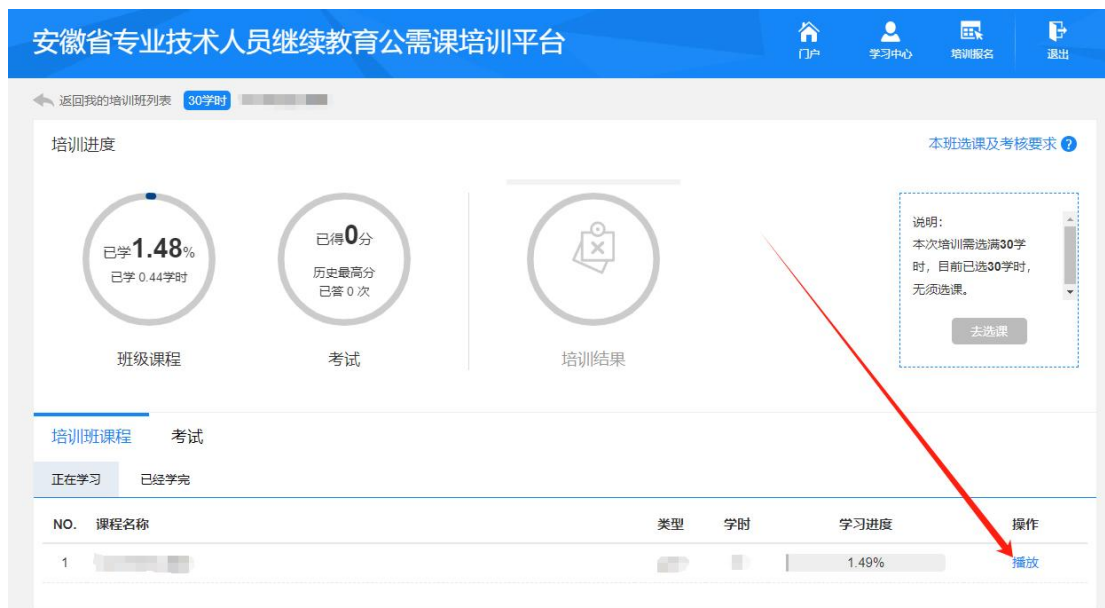 安徽省专业技术人员继续教育公需课培训平台
门户 学习中心 培训报名 退出
返回我的培训班列表 30学时
培训进度 本班选课及考核要求 ?
已学1.48%
已学 0.44学时
班级课程
已得0分
历史最高分
已答 0 次
考试
培训结果
说明：
本次培训需选满30学
时，目前已选30学时，
无须选课。
去选课
培训班课程 考试
正在学习 已经学完
NO. 课程名称 类型 学时 学习进度 操作
1 1.49% 播放